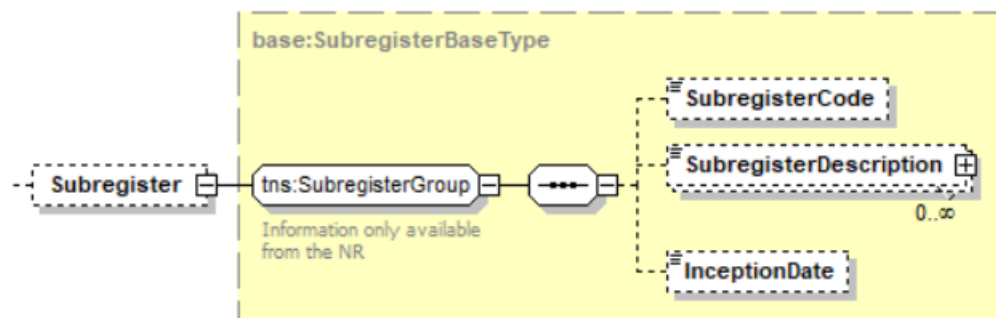 base:SubregisterBaseType
SubregisterCode
SubregisterDescription
0..∞
Subregister
tns:SubregisterGroup
Information only available
from the NR
InceptionDate